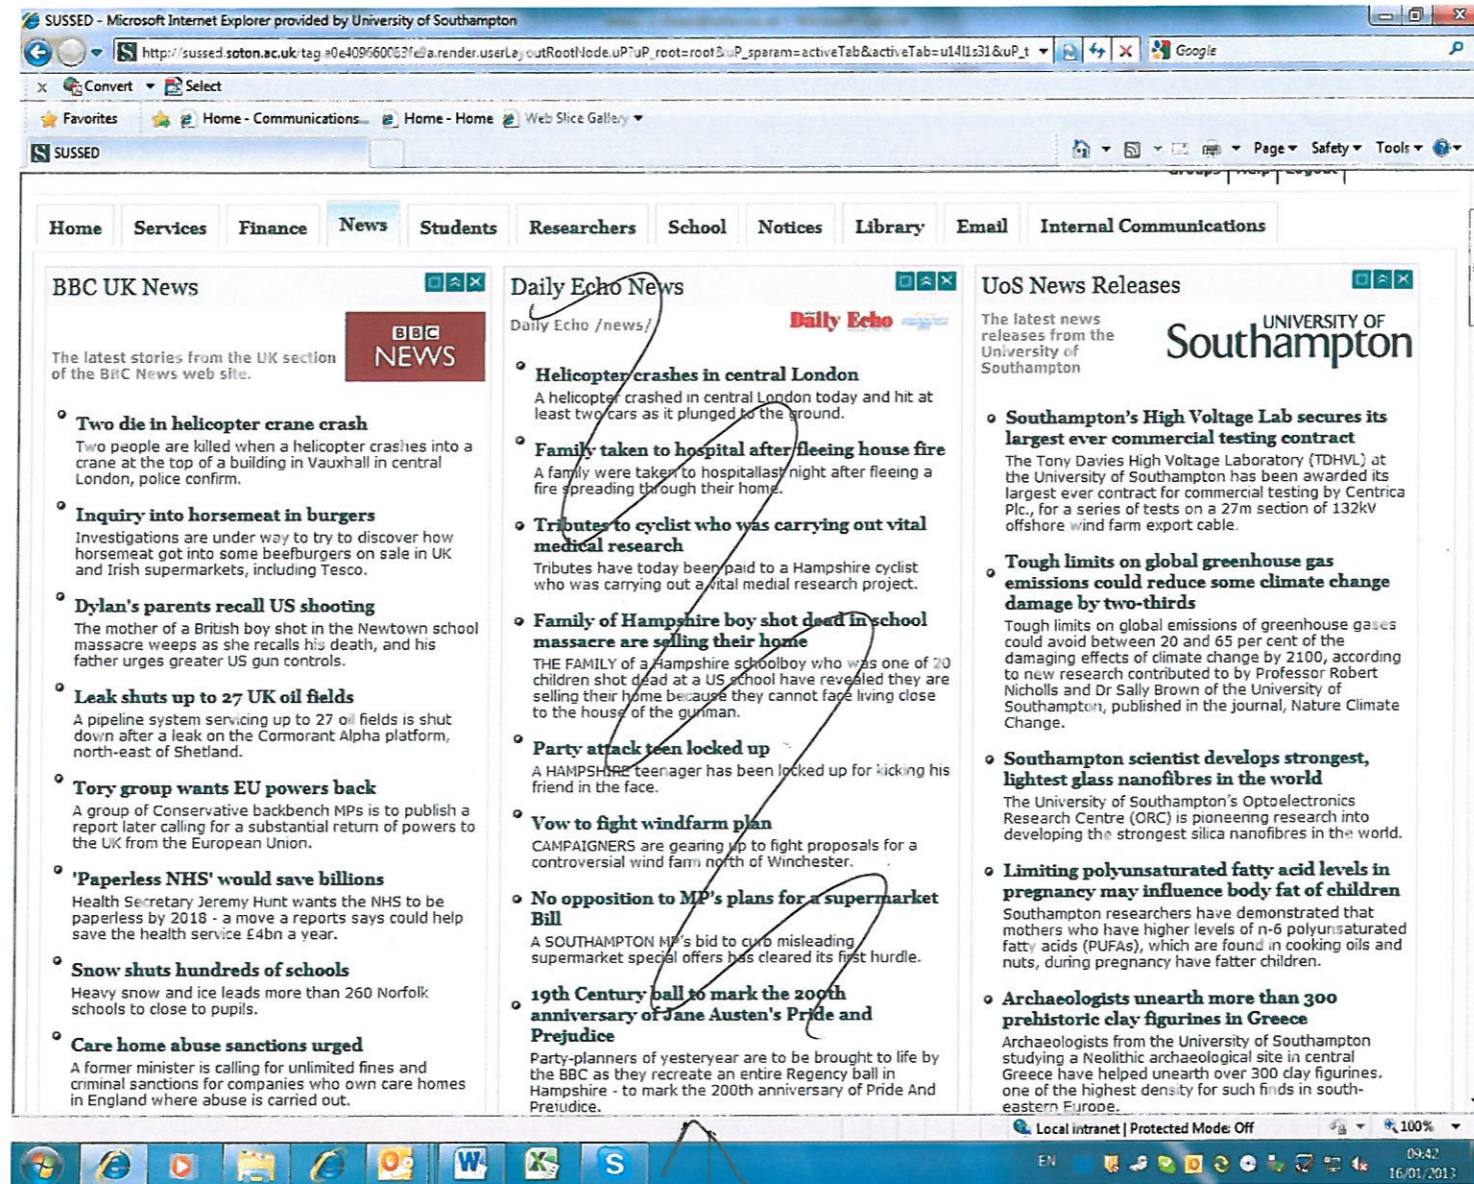 SUSSED - Microsoft Internet Explorer provided by University of Southampton
Google
x Convert Select
Favorites Home - Communications... Home - Home Web Slice Gallery
SUSSED
Page Safety Tools
Groups | Help | Logout |
Home Services Finance News Students Researchers School Notices Library Email Internal Communications
BBC UK News
BBC
NEWS
The latest stories from the UK section
of the BBC News web site.
Two die in helicopter crane crash
Two people are killed when a helicopter crashes into a
crane at the top of a building in Vauxhall in central
London, police confirm.
Inquiry into horsemeat in burgers
Investigations are under way to try to discover how
horsemeat got into some beefburgers on sale in UK
and Irish supermarkets, including Tesco.
Dylan's parents recall US shooting
The mother of a British boy shot in the Newtown school
massacre weeps as she recalls his death, and his
father urges greater US gun controls.
Leak shuts up to 27 UK oil fields
A pipeline system servicing up to 27 oil fields is shut
down after a leak on the Cormorant Alpha platform,
north-east of Shetland.
Tory group wants EU powers back
A group of Conservative backbench MPs is to publish a
report later calling for a substantial return of powers to
the UK from the European Union.
'Paperless NHS' would save billions
Health Secretary Jeremy Hunt wants the NHS to be
paperless by 2018 - a move a reports says could help
save the health service £4bn a year.
Snow shuts hundreds of schools
Heavy snow and ice leads more than 260 Norfolk
schools to close to pupils.
Care home abuse sanctions urged
A former minister is calling for unlimited fines and
criminal sanctions for companies who own care homes
in England where abuse is carried out.
Daily Echo News
Daily Echo /news/
Daily Echo
Helicopter crashes in central London
A helicopter crashed in central London today and hit at
least two cars as it plunged to the ground.
Family taken to hospital after fleeing house fire
A family were taken to hospitallast night after fleeing a
fire spreading through their home.
Tributes to cyclist who was carrying out vital
medical research
Tributes have today been paid to a Hampshire cyclist
who was carrying out a vital medial research project.
Family of Hampshire boy shot dead in school
massacre are selling their home
THE FAMILY of a Hampshire schoolboy who was one of 20
children shot dead at a US school have revealed they are
selling their home because they cannot face living close
to the house of the gunman.
Party attack teen locked up
A HAMPSHIRE teenager has been locked up for kicking his
friend in the face.
Vow to fight windfarm plan
CAMPAIGNERS are gearing up to fight proposals for a
controversial wind farm north of Winchester.
No opposition to MP's plans for a supermarket
Bill
A SOUTHAMPTON MP's bid to curb misleading
supermarket special offers has cleared its first hurdle.
19th Century ball to mark the 200th
anniversary of Jane Austen's Pride and
Prejudice
Party-planners of yesteryear are to be brought to life by
the BBC as they recreate an entire Regency ball in
Hampshire - to mark the 200th anniversary of Pride And
Prejudice.
UoS News Releases
The latest news
releases from the
University of
Southampton
UNIVERSITY OF
Southampton
Southampton's High Voltage Lab secures its
largest ever commercial testing contract
The Tony Davies High Voltage Laboratory (TDHVL) at
the University of Southampton has been awarded its
largest ever contract for commercial testing by Centrica
Plc., for a series of tests on a 27m section of 132kV
offshore wind farm export cable.
Tough limits on global greenhouse gas
emissions could reduce some climate change
damage by two-thirds
Tough limits on global emissions of greenhouse gases
could avoid between 20 and 65 per cent of the
damaging effects of climate change by 2100, according
to new research contributed to by Professor Robert
Nicholls and Dr Sally Brown of the University of
Southampton, published in the journal, Nature Climate
Change.
Southampton scientist develops strongest,
lightest glass nanofibres in the world
The University of Southampton's Optoelectronics
Research Centre (ORC) is pioneering research into
developing the strongest silica nanofibres in the world.
Limiting polyunsaturated fatty acid levels in
pregnancy may influence body fat of children
Southampton researchers have demonstrated that
mothers who have higher levels of n-6 polyunsaturated
fatty acids (PUFAs), which are found in cooking oils and
nuts, during pregnancy have fatter children.
Archaeologists unearth more than 300
prehistoric clay figurines in Greece
Archaeologists from the University of Southampton
studying a Neolithic archaeological site in central
Greece have helped unearth over 300 clay figurines,
one of the highest density for such finds in south-
eastern Europe.
Local intranet | Protected Mode: Off 100%
EN 09:42
16/01/2013